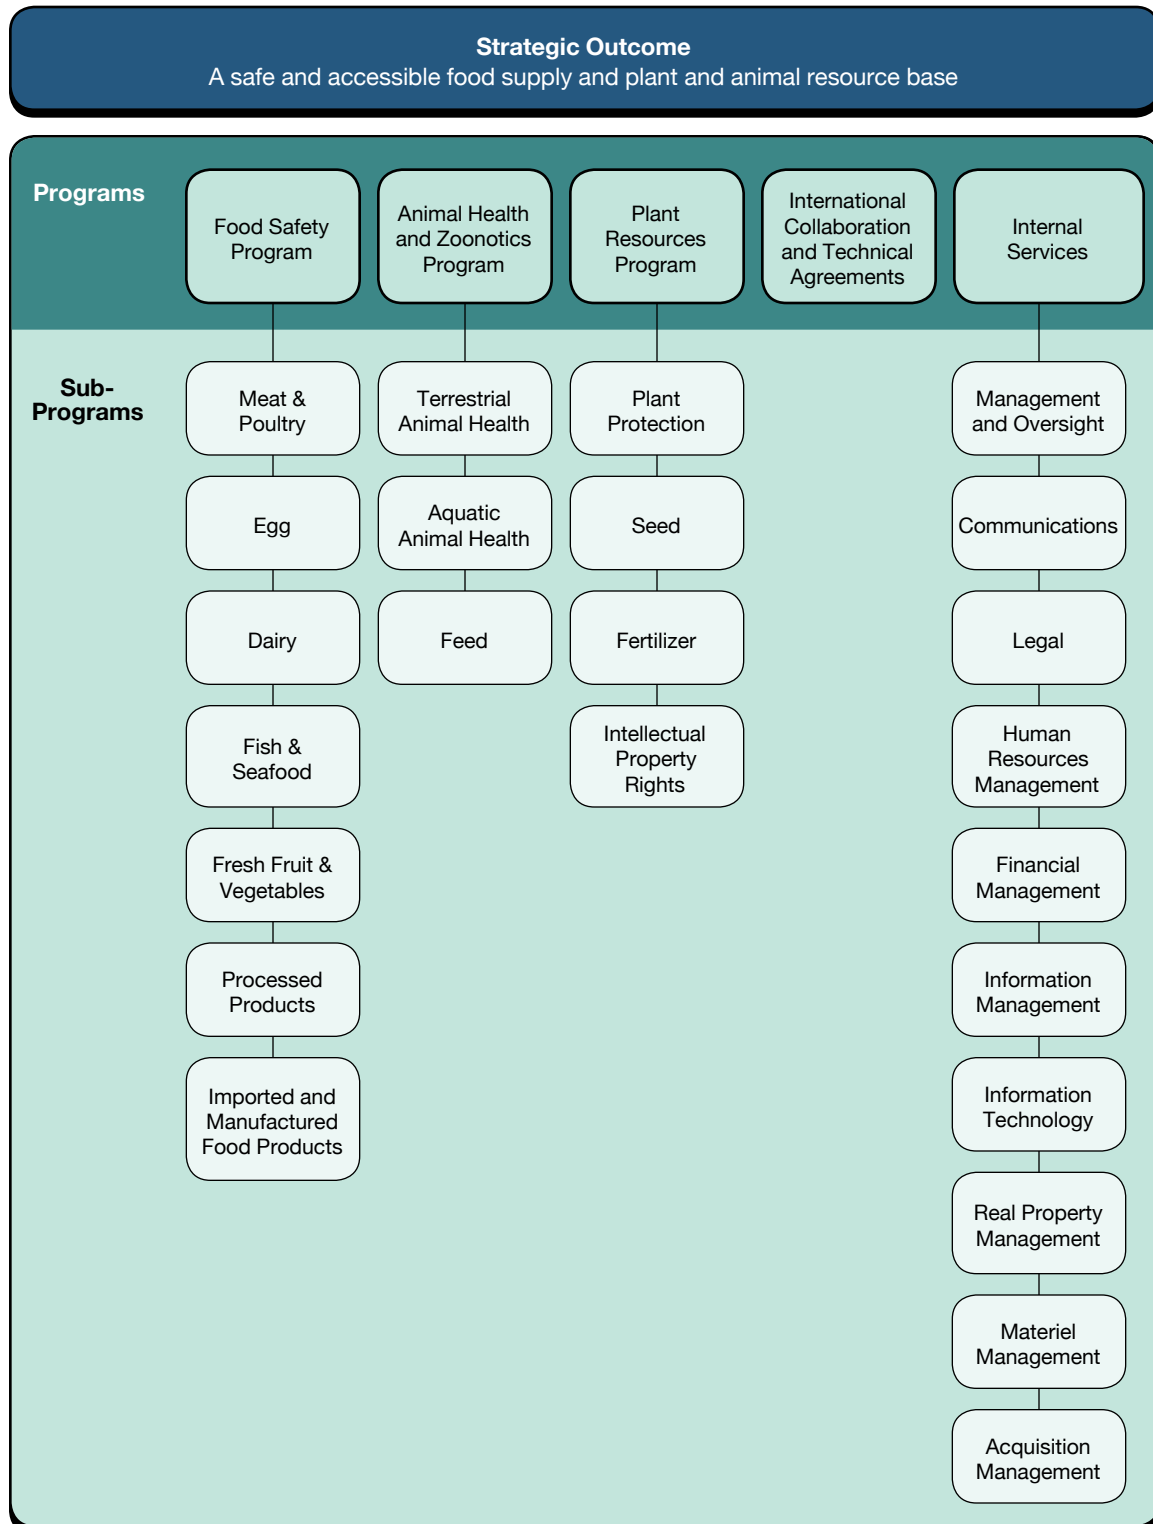 Strategic Outcome
A safe and accessible food supply and plant and animal resource base
Programs
Food Safety
Program
Animal Health
and Zoonotics
Program
Plant
Resources
Program
International
Collaboration
and Technical
Agreements
Internal
Services
Sub-
Programs
Meat &
Poultry
Egg
Dairy
Fish &
Seafood
Fresh Fruit &
Vegetables
Processed
Products
Imported and
Manufactured
Food Products
Terrestrial
Animal Health
Aquatic
Animal Health
Feed
Plant
Protection
Seed
Fertilizer
Intellectual
Property
Rights
Management
and Oversight
Communications
Legal
Human
Resources
Management
Financial
Management
Information
Management
Information
Technology
Real Property
Management
Materiel
Management
Acquisition
Management